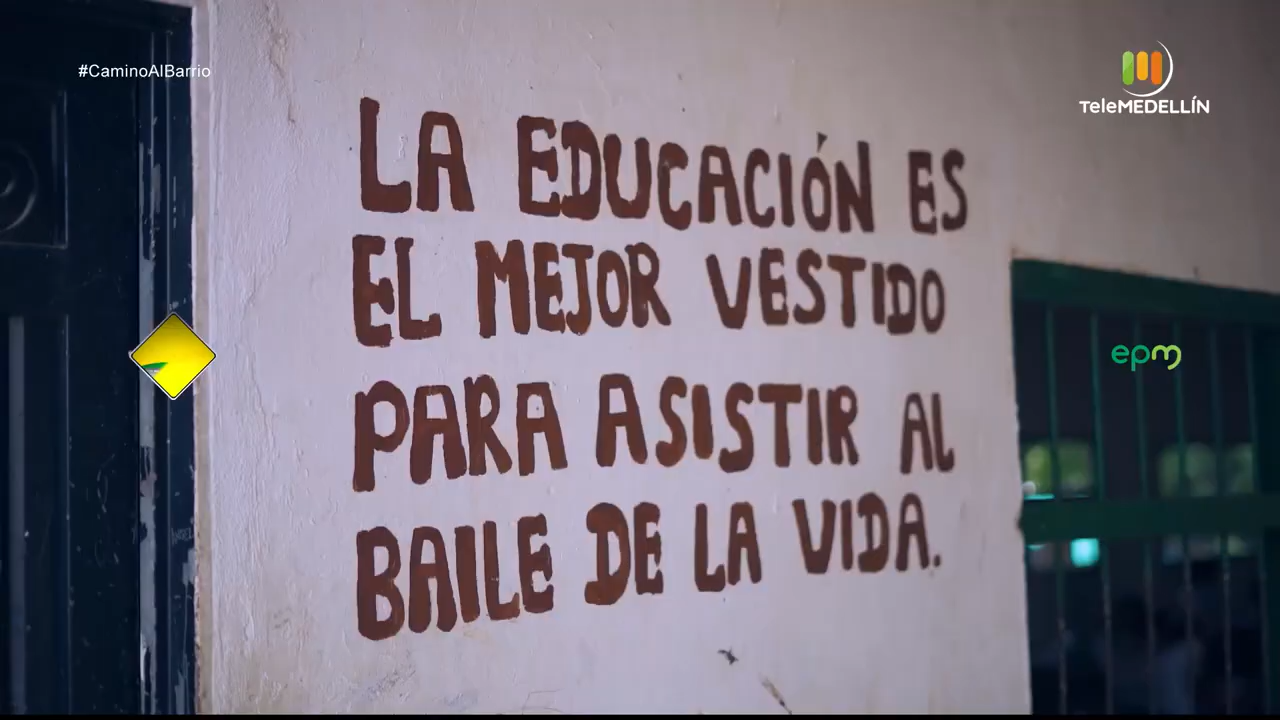 #CaminoAlBarrio
TeleMEDELLÍN
LA EDUCACIÓN ES
EL MEJOR VESTIDO
PARA ASISTIR AL
BAILE DE LA VIDA.
epm